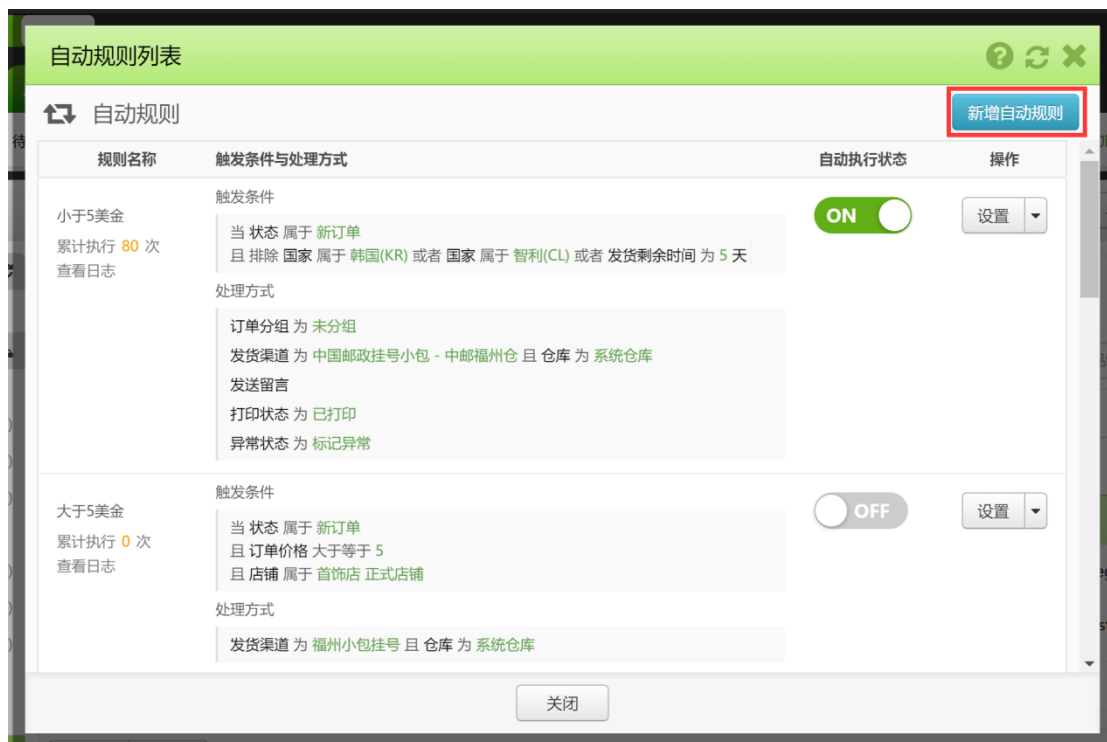 自动规则列表
自动规则
新增自动规则
规则名称 触发条件与处理方式 自动执行状态 操作
小于5美金
累计执行 80 次
查看日志
触发条件
当 状态 属于 新订单
且 排除 国家 属于 韩国(KR) 或者 国家 属于 智利(CL) 或者 发货剩余时间 为 5 天
处理方式
订单分组 为 未分组
发货渠道 为 中国邮政挂号小包 - 中邮福州仓 且 仓库 为 系统仓库
发送留言
打印状态 为 已打印
异常状态 为 标记异常
ON
设置
大于5美金
累计执行 0 次
查看日志
触发条件
当 状态 属于 新订单
且 订单价格 大于等于 5
且 店铺 属于 首饰店 正式店铺
处理方式
发货渠道 为 福州小包挂号 且 仓库 为 系统仓库
OFF
设置
关闭
待